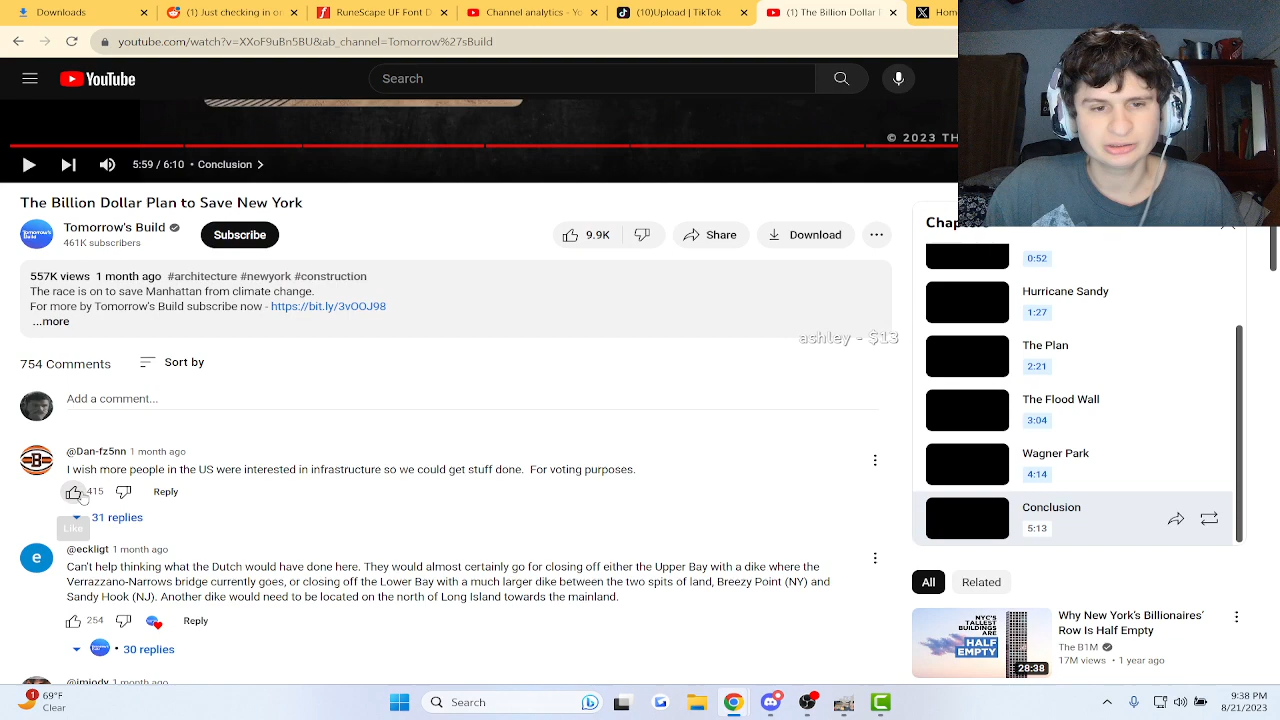 Downloads
(1) Just checking in or
RuneScape UF Font D
Channel analytics - Yo
(10)Upload | TikTok
(1) The Billion Dollar
Hom
youtube.com/watch?v=XXbF9uBn5BU&ab_channel=Tomorrow%27sBuild
YouTube
Search
© 2023 TH
5:59 / 6:10 • Conclusion
The Billion Dollar Plan to Save New York
Tomorrow's Build
461K subscribers
Subscribe
9.9K
Share
Download
557K views 1 month ago #architecture #newyork #construction
The race is on to save Manhattan from climate change.
For more by Tomorrow's Build subscribe now - https://bit.ly/3vOOJ98
...more
ashley - $13
754 Comments
Sort by
Add a comment...
@Dan-fz5nn 1 month ago
I wish more people in the US were interested in infrastructure so we could get stuff done. For voting purposes.
415
Reply
Like
31 replies
e
@eckligt 1 month ago
Can't help thinking what the Dutch would have done here. They would almost certainly go for closing off either the Upper Bay with a dike where the
Verrazano-Narrows bridge currently goes, or closing off the Lower Bay with a much larger dike between the two spits of land, Breezy Point (NY) and
Sandy Hook (NJ). Another dike would need to be located on the north of Long Island towards the mainland.
254
Reply
• 30 replies
@imjody 1 month ago
Chapters
0:52
Hurricane Sandy
1:27
The Plan
2:21
The Flood Wall
3:04
Wagner Park
4:14
Conclusion
5:13
All
Related
NYC'S
TALLEST
BUILDINGS
ARE
HALF
EMPTY
28:38
Why New York's Billionaires'
Row Is Half Empty
The B1M
17M views • 1 year ago
1
69°F
Clear
Search
9:38 PM
8/21/2023